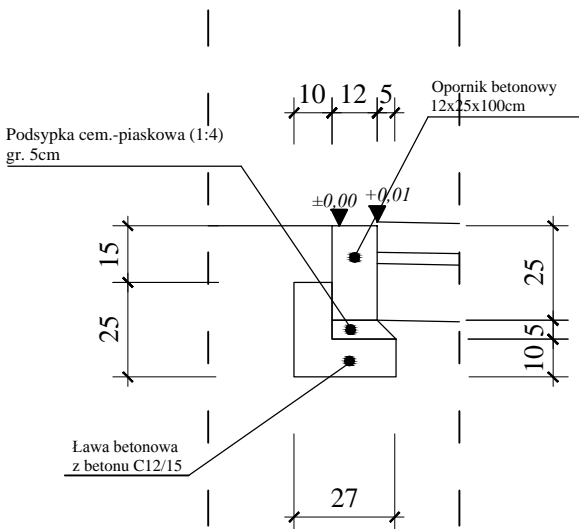 Opornik betonowy
12x25x100cm
10 12 5
Podsypka cem.-piaskowa (1:4)
gr. 5cm
±0,00 +0,01
15
25
25
5
10
Ława betonowa
z betonu C12/15
27